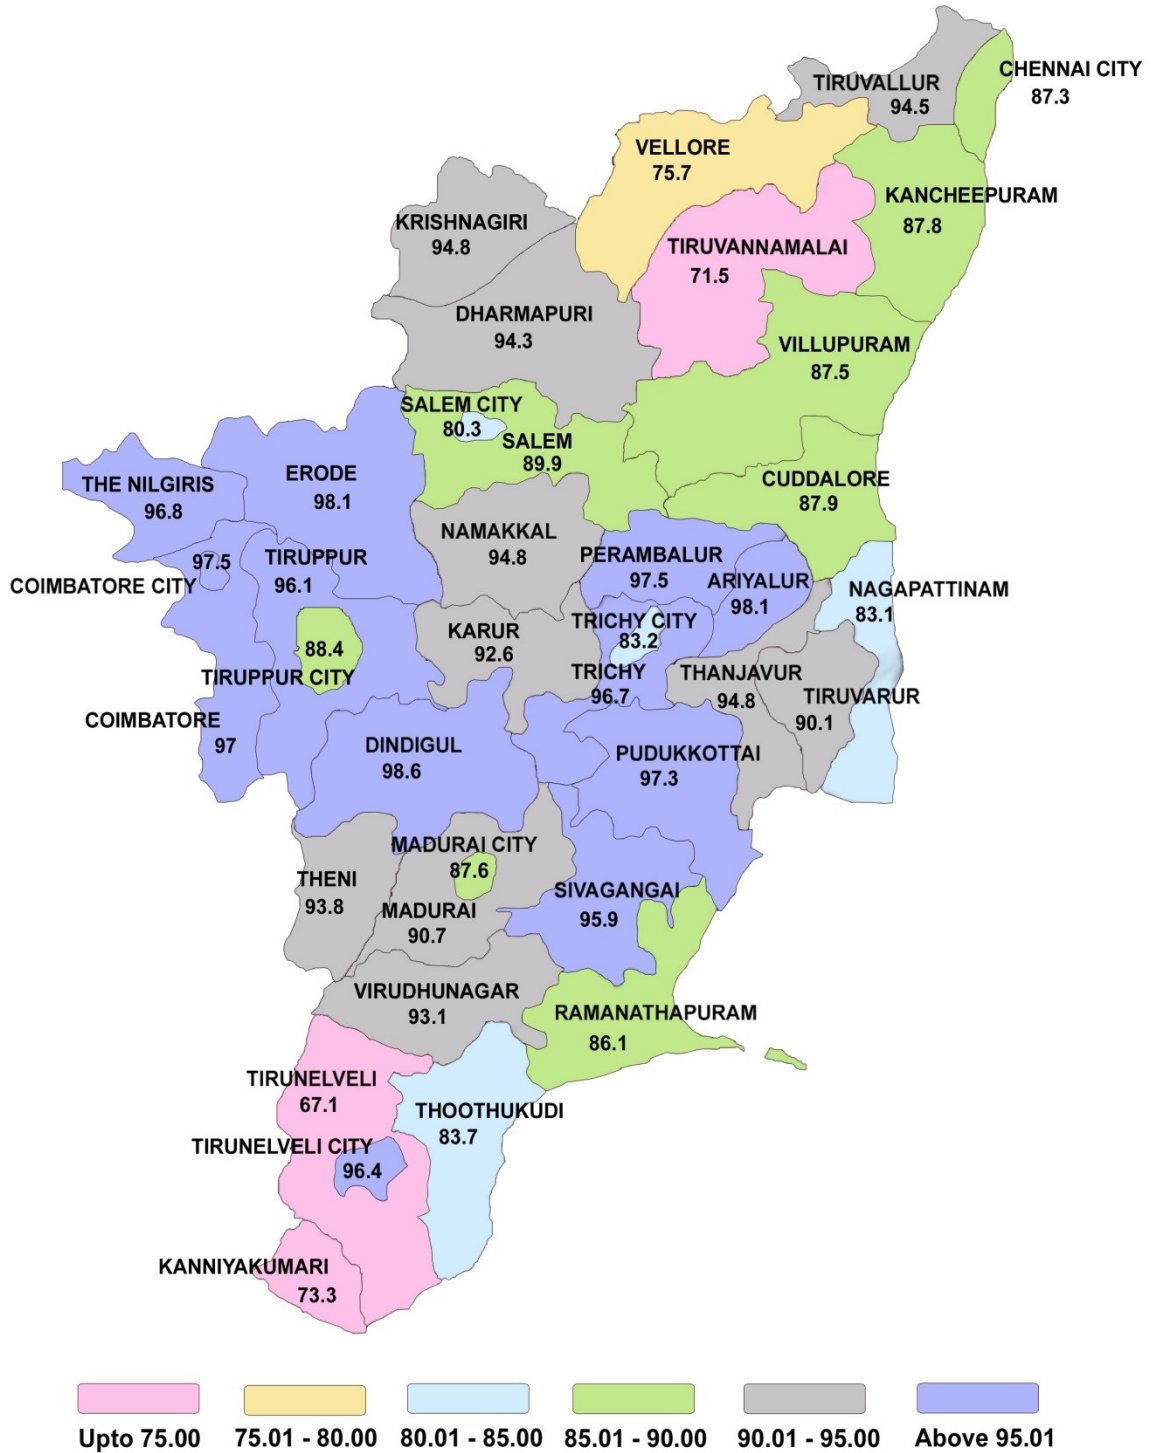 CHENNAI CITY
87.3
TIRUVALLUR
94.5
VELLORE
75.7
KANCHEEPURAM
87.8
KRISHNAGIRI
94.8
TIRUVANNAMALAI
71.5
DHARMAPURI
94.3
VILLUPURAM
87.5
SALEM CITY
80.3
SALEM
89.9
ERODE
98.1
THE NILGIRIS
96.8
CUDDALORE
87.9
NAMAKKAL
94.8
PERAMBALUR
97.5
ARIYALUR
98.1
97.5
COIMBATORE CITY
TIRUPPUR
96.1
NAGAPATTINAM
83.1
TRICHY CITY
83.2
KARUR
92.6
88.4
TIRUPPUR CITY
TRICHY
96.7
THANJAVUR
94.8
TIRUVARUR
90.1
COIMBATORE
97
DINDIGUL
98.6
PUDUKKOTTAI
97.3
MADURAI CITY
87.6
THENI
93.8
SIVAGANGAI
95.9
MADURAI
90.7
VIRUDHUNAGAR
93.1
RAMANATHAPURAM
86.1
TIRUNELVELI
67.1
THOOTHUKUDI
83.7
TIRUNELVELI CITY
96.4
KANNIYAKUMARI
73.3
Upto 75.00
75.01 - 80.00
80.01 - 85.00
85.01 - 90.00
90.01 - 95.00
Above 95.01